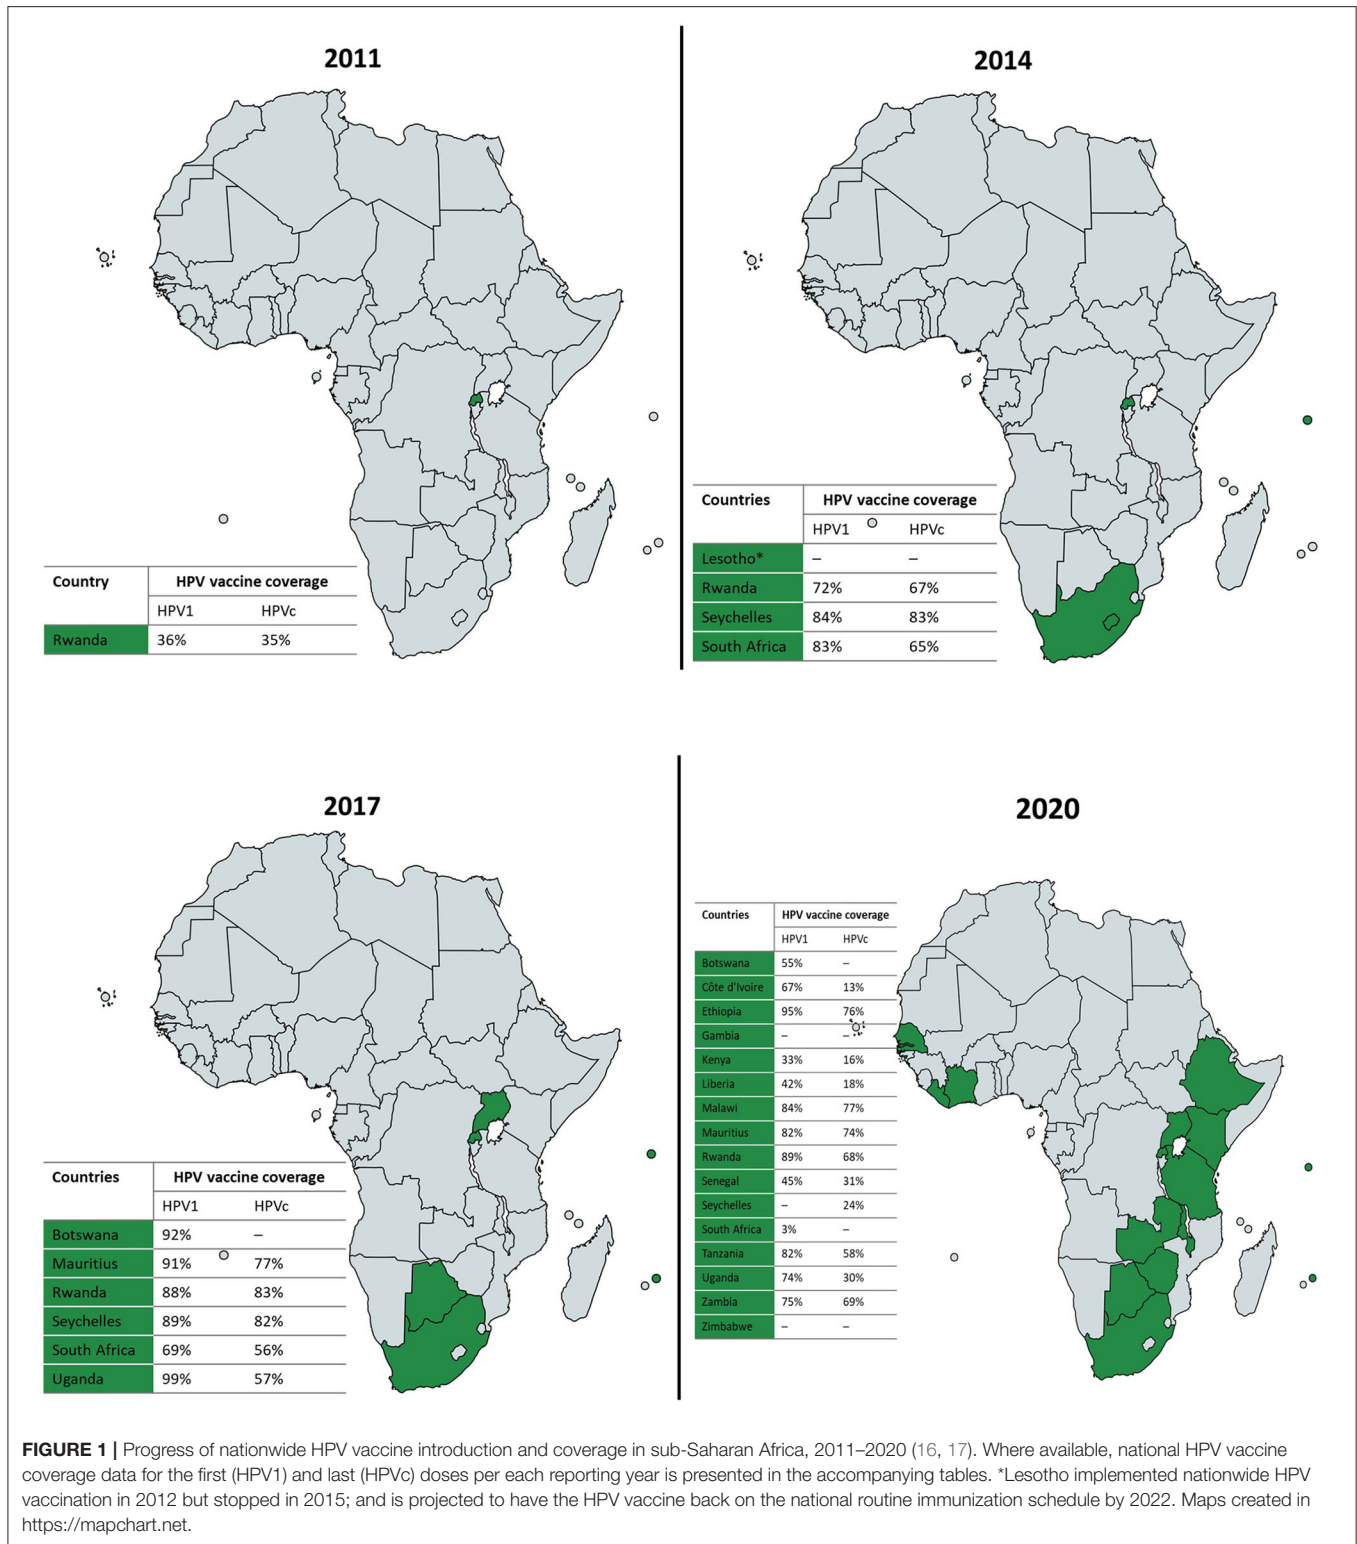 2011
Country HPV vaccine coverage
HPV1 HPVc
Rwanda 36% 35%
2014
Countries HPV vaccine coverage
HPV1 HPVc
Lesotho* – –
Rwanda 72% 67%
Seychelles 84% 83%
South Africa 83% 65%
2017
Countries HPV vaccine coverage
HPV1 HPVc
Botswana 92% –
Mauritius 91% 77%
Rwanda 88% 83%
Seychelles 89% 82%
South Africa 69% 56%
Uganda 99% 57%
2020
Countries HPV vaccine coverage
HPV1 HPVc
Botswana 55% –
Côte d'Ivoire 67% 13%
Ethiopia 95% 76%
Gambia – –
Kenya 33% 16%
Liberia 42% 18%
Malawi 84% 77%
Mauritius 82% 74%
Rwanda 89% 68%
Senegal 45% 31%
Seychelles – 24%
South Africa 3% –
Tanzania 82% 58%
Uganda 74% 30%
Zambia 75% 69%
Zimbabwe – –
FIGURE 1 | Progress of nationwide HPV vaccine introduction and coverage in sub-Saharan Africa, 2011–2020 (16, 17). Where available, national HPV vaccine
coverage data for the first (HPV1) and last (HPVc) doses per each reporting year is presented in the accompanying tables. *Lesotho implemented nationwide HPV
vaccination in 2012 but stopped in 2015; and is projected to have the HPV vaccine back on the national routine immunization schedule by 2022. Maps created in
https://mapchart.net.